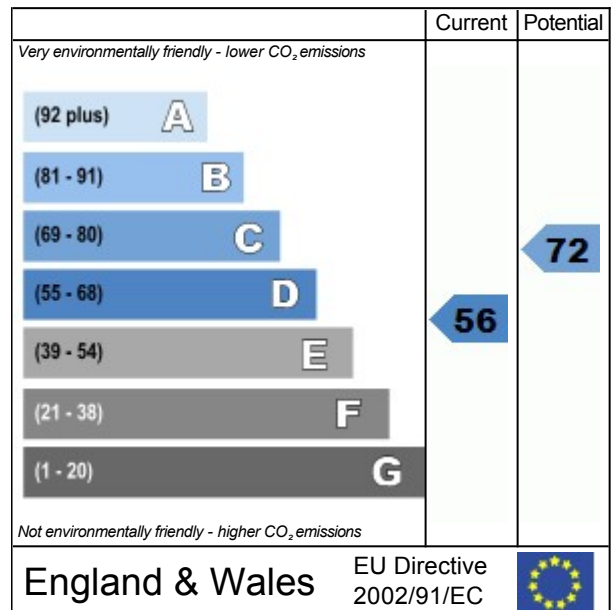 Current Potential
Very environmentally friendly - lower CO₂ emissions
(92 plus) A
(81 - 91) B
(69 - 80) C
72
(55 - 68) D
56
(39 - 54) E
(21 - 38) F
(1 - 20) G
Not environmentally friendly - higher CO₂ emissions
England & Wales
EU Directive
2002/91/EC